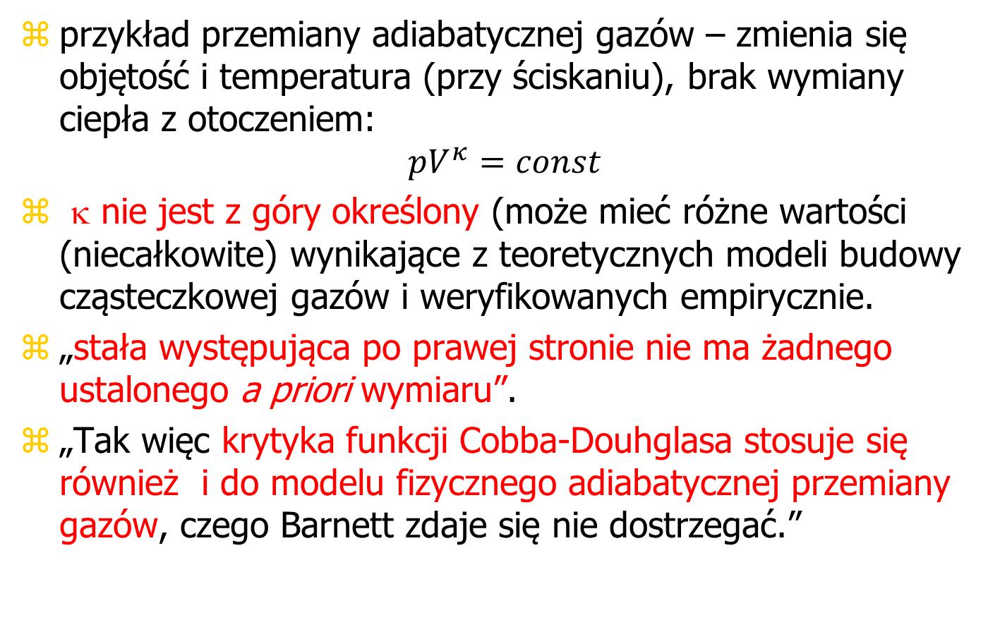 ⌘ przykład przemiany adiabatycznej gazów – zmienia się
objętość i temperatura (przy ściskaniu), brak wymiany
ciepła z otoczeniem:
pV^κ = const
⌘ κ nie jest z góry określony (może mieć różne wartości
(niecałkowite) wynikające z teoretycznych modeli budowy
cząsteczkowej gazów i weryfikowanych empirycznie.
⌘ „stała występująca po prawej stronie nie ma żadnego
ustalonego a priori wymiaru”.
⌘ „Tak więc krytyka funkcji Cobba-Douhglasa stosuje się
również  i do modelu fizycznego adiabatycznej przemiany
gazów, czego Barnett zdaje się nie dostrzegać.”